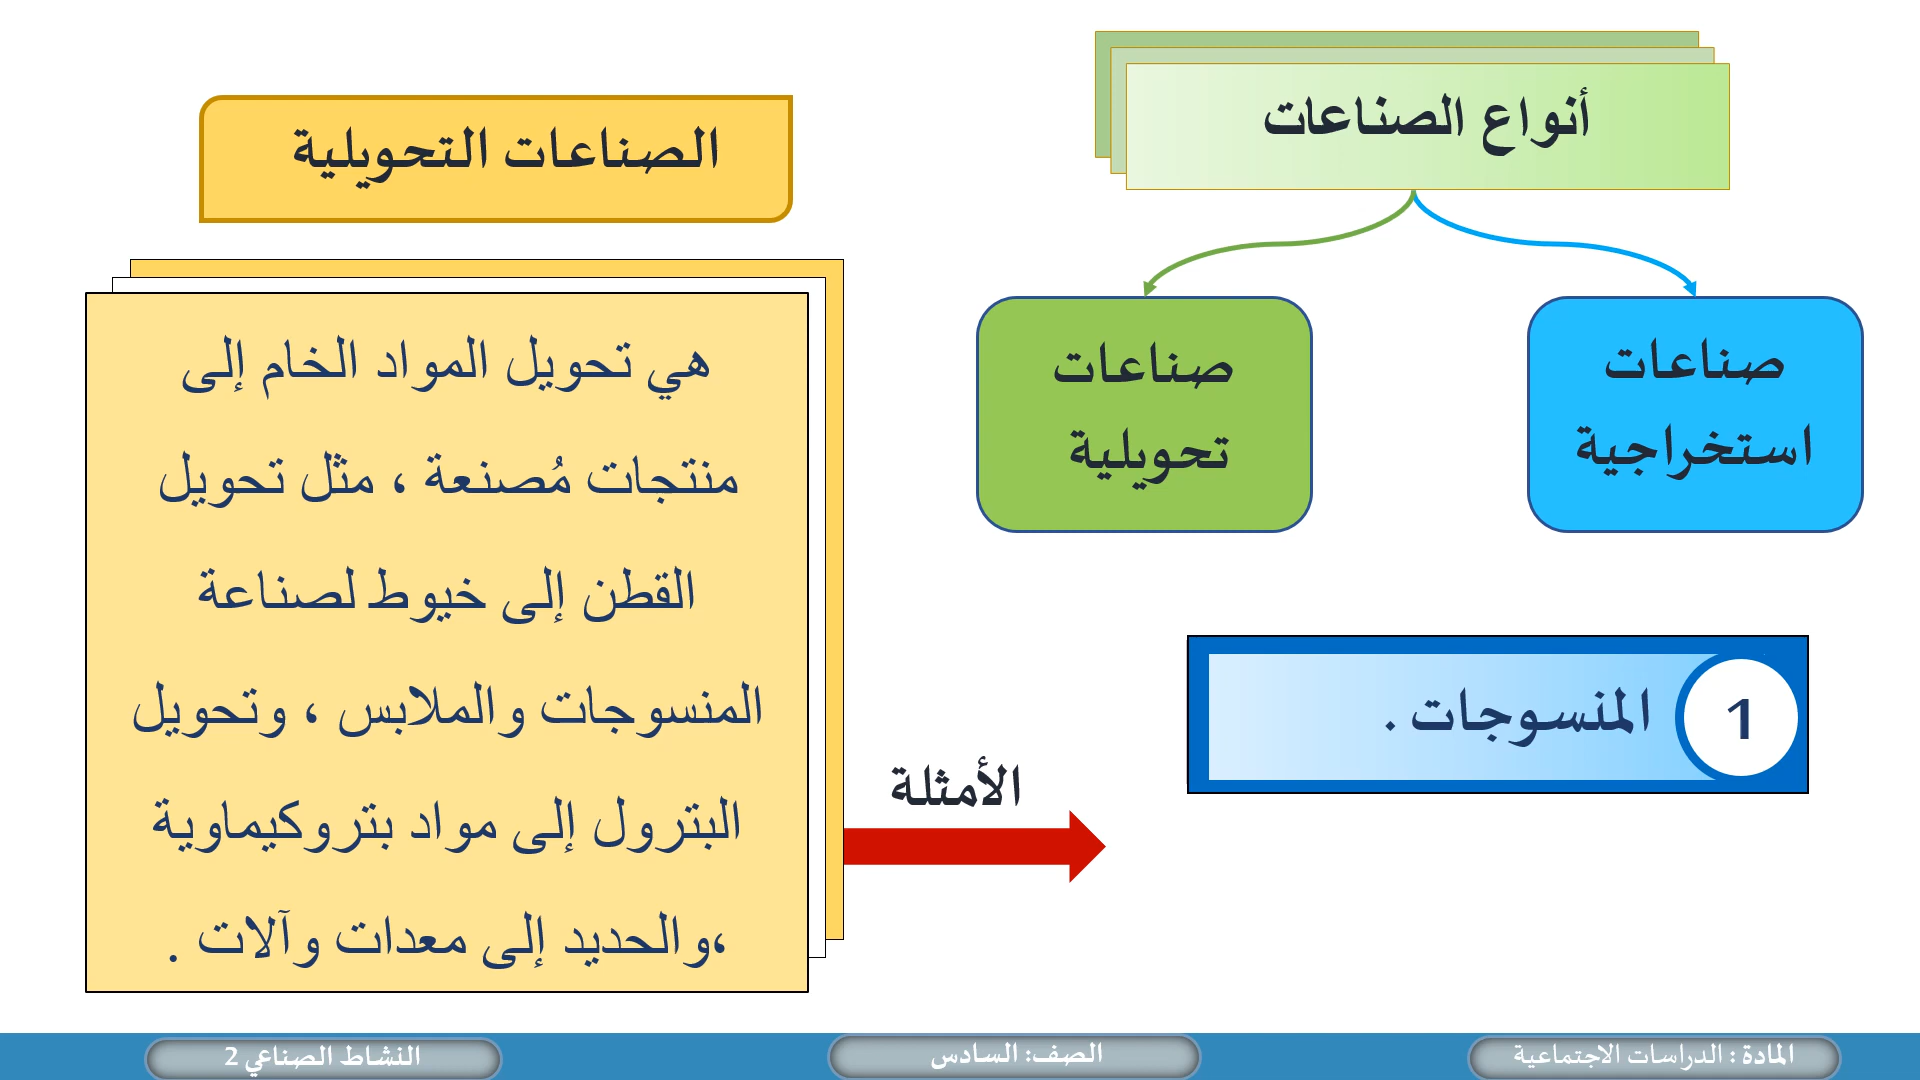 أنواع الصناعات
صناعات
استخراجية
صناعات
تحويلية
الصناعات التحويلية
هي تحويل المواد الخام إلى
منتجات مُصنعة ، مثل تحويل
القطن إلى خيوط لصناعة
المنسوجات والملابس ، وتحويل
البترول إلى مواد بتروكيماوية
،والحديد إلى معدات وآلات .
الأمثلة
1
المنسوجات .
المادة : الدراسات الاجتماعية
الصف: السادس
النشاط الصناعي 2